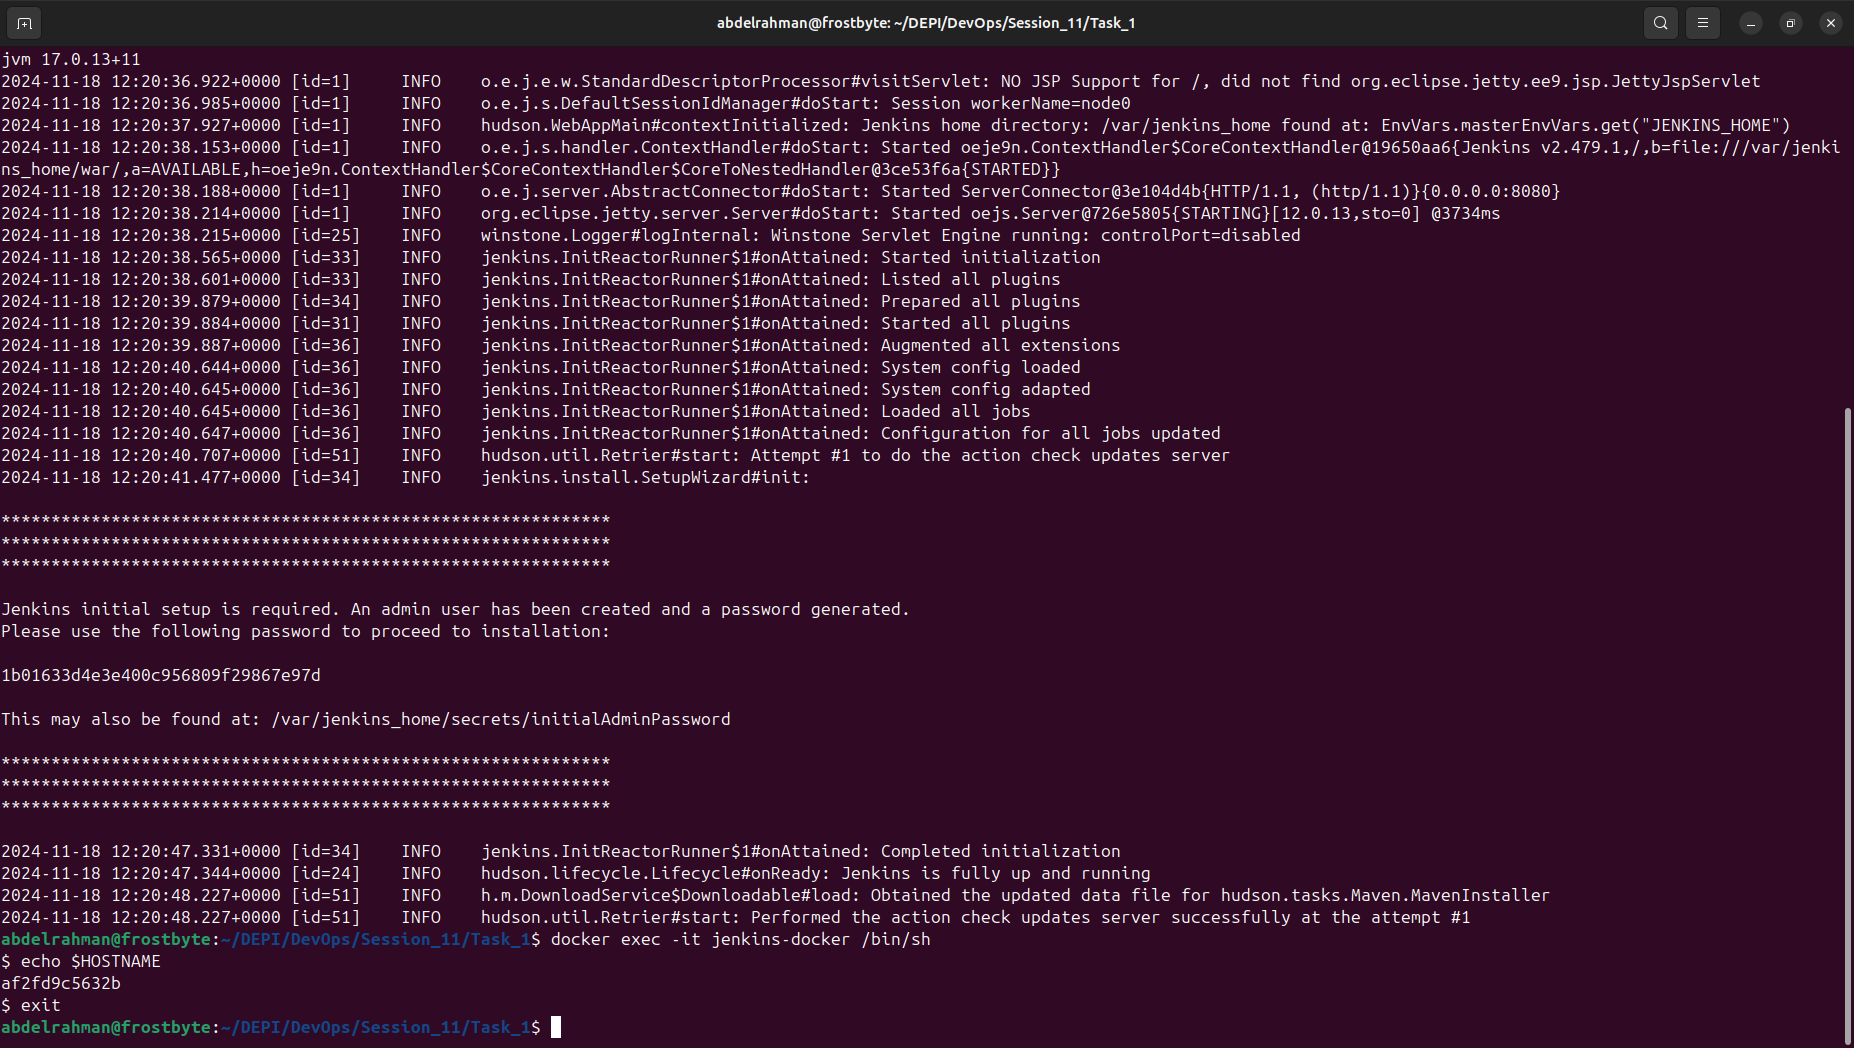 abdelrahman@frostbyte: ~/DEPI/DevOps/Session_11/Task_1
jvm 17.0.13+11
2024-11-18 12:20:36.922+0000 [id=1]     INFO    o.e.j.e.w.StandardDescriptorProcessor#visitServlet: NO JSP Support for /, did not find org.eclipse.jetty.ee9.jsp.JettyJspServlet
2024-11-18 12:20:36.985+0000 [id=1]     INFO    o.e.j.s.DefaultSessionIdManager#doStart: Session workerName=node0
2024-11-18 12:20:37.927+0000 [id=1]     INFO    hudson.WebAppMain#contextInitialized: Jenkins home directory: /var/jenkins_home found at: EnvVars.masterEnvVars.get("JENKINS_HOME")
2024-11-18 12:20:38.153+0000 [id=1]     INFO    o.e.j.s.handler.ContextHandler#doStart: Started oeje9n.ContextHandler$CoreContextHandler@19650aa6{Jenkins v2.479.1,/,b=file:///var/jenki
ns_home/war/,a=AVAILABLE,h=oeje9n.ContextHandler$CoreContextHandler$CoreToNestedHandler@3ce53f6a{STARTED}}
2024-11-18 12:20:38.188+0000 [id=1]     INFO    o.e.j.server.AbstractConnector#doStart: Started ServerConnector@3e104d4b{HTTP/1.1, (http/1.1)}{0.0.0.0:8080}
2024-11-18 12:20:38.214+0000 [id=1]     INFO    org.eclipse.jetty.server.Server#doStart: Started oejs.Server@726e5805{STARTING}[12.0.13,sto=0] @3734ms
2024-11-18 12:20:38.215+0000 [id=25]    INFO    winstone.Logger#logInternal: Winstone Servlet Engine running: controlPort=disabled
2024-11-18 12:20:38.565+0000 [id=33]    INFO    jenkins.InitReactorRunner$1#onAttained: Started initialization
2024-11-18 12:20:38.601+0000 [id=33]    INFO    jenkins.InitReactorRunner$1#onAttained: Listed all plugins
2024-11-18 12:20:39.879+0000 [id=34]    INFO    jenkins.InitReactorRunner$1#onAttained: Prepared all plugins
2024-11-18 12:20:39.884+0000 [id=31]    INFO    jenkins.InitReactorRunner$1#onAttained: Started all plugins
2024-11-18 12:20:39.887+0000 [id=36]    INFO    jenkins.InitReactorRunner$1#onAttained: Augmented all extensions
2024-11-18 12:20:40.644+0000 [id=36]    INFO    jenkins.InitReactorRunner$1#onAttained: System config loaded
2024-11-18 12:20:40.645+0000 [id=36]    INFO    jenkins.InitReactorRunner$1#onAttained: System config adapted
2024-11-18 12:20:40.645+0000 [id=36]    INFO    jenkins.InitReactorRunner$1#onAttained: Loaded all jobs
2024-11-18 12:20:40.647+0000 [id=36]    INFO    jenkins.InitReactorRunner$1#onAttained: Configuration for all jobs updated
2024-11-18 12:20:40.707+0000 [id=51]    INFO    hudson.util.Retrier#start: Attempt #1 to do the action check updates server
2024-11-18 12:20:41.477+0000 [id=34]    INFO    jenkins.install.SetupWizard#init:
*************************************************************
*************************************************************
*************************************************************
Jenkins initial setup is required. An admin user has been created and a password generated.
Please use the following password to proceed to installation:
1b01633d4e3e400c956809f29867e97d
This may also be found at: /var/jenkins_home/secrets/initialAdminPassword
*************************************************************
*************************************************************
*************************************************************
2024-11-18 12:20:47.331+0000 [id=34]    INFO    jenkins.InitReactorRunner$1#onAttained: Completed initialization
2024-11-18 12:20:47.344+0000 [id=24]    INFO    hudson.lifecycle.Lifecycle#onReady: Jenkins is fully up and running
2024-11-18 12:20:48.227+0000 [id=51]    INFO    h.m.DownloadService$Downloadable#load: Obtained the updated data file for hudson.tasks.Maven.MavenInstaller
2024-11-18 12:20:48.227+0000 [id=51]    INFO    hudson.util.Retrier#start: Performed the action check updates server successfully at the attempt #1
abdelrahman@frostbyte:~/DEPI/DevOps/Session_11/Task_1$ docker exec -it jenkins-docker /bin/sh
$ echo $HOSTNAME
af2fd9c5632b
$ exit
abdelrahman@frostbyte:~/DEPI/DevOps/Session_11/Task_1$